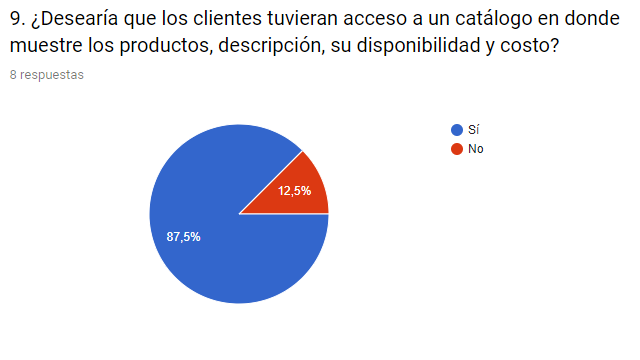 9. ¿Desearía que los clientes tuvieran acceso a un catálogo en donde
muestre los productos, descripción, su disponibilidad y costo?
8 respuestas
Sí
No
12,5%
87,5%